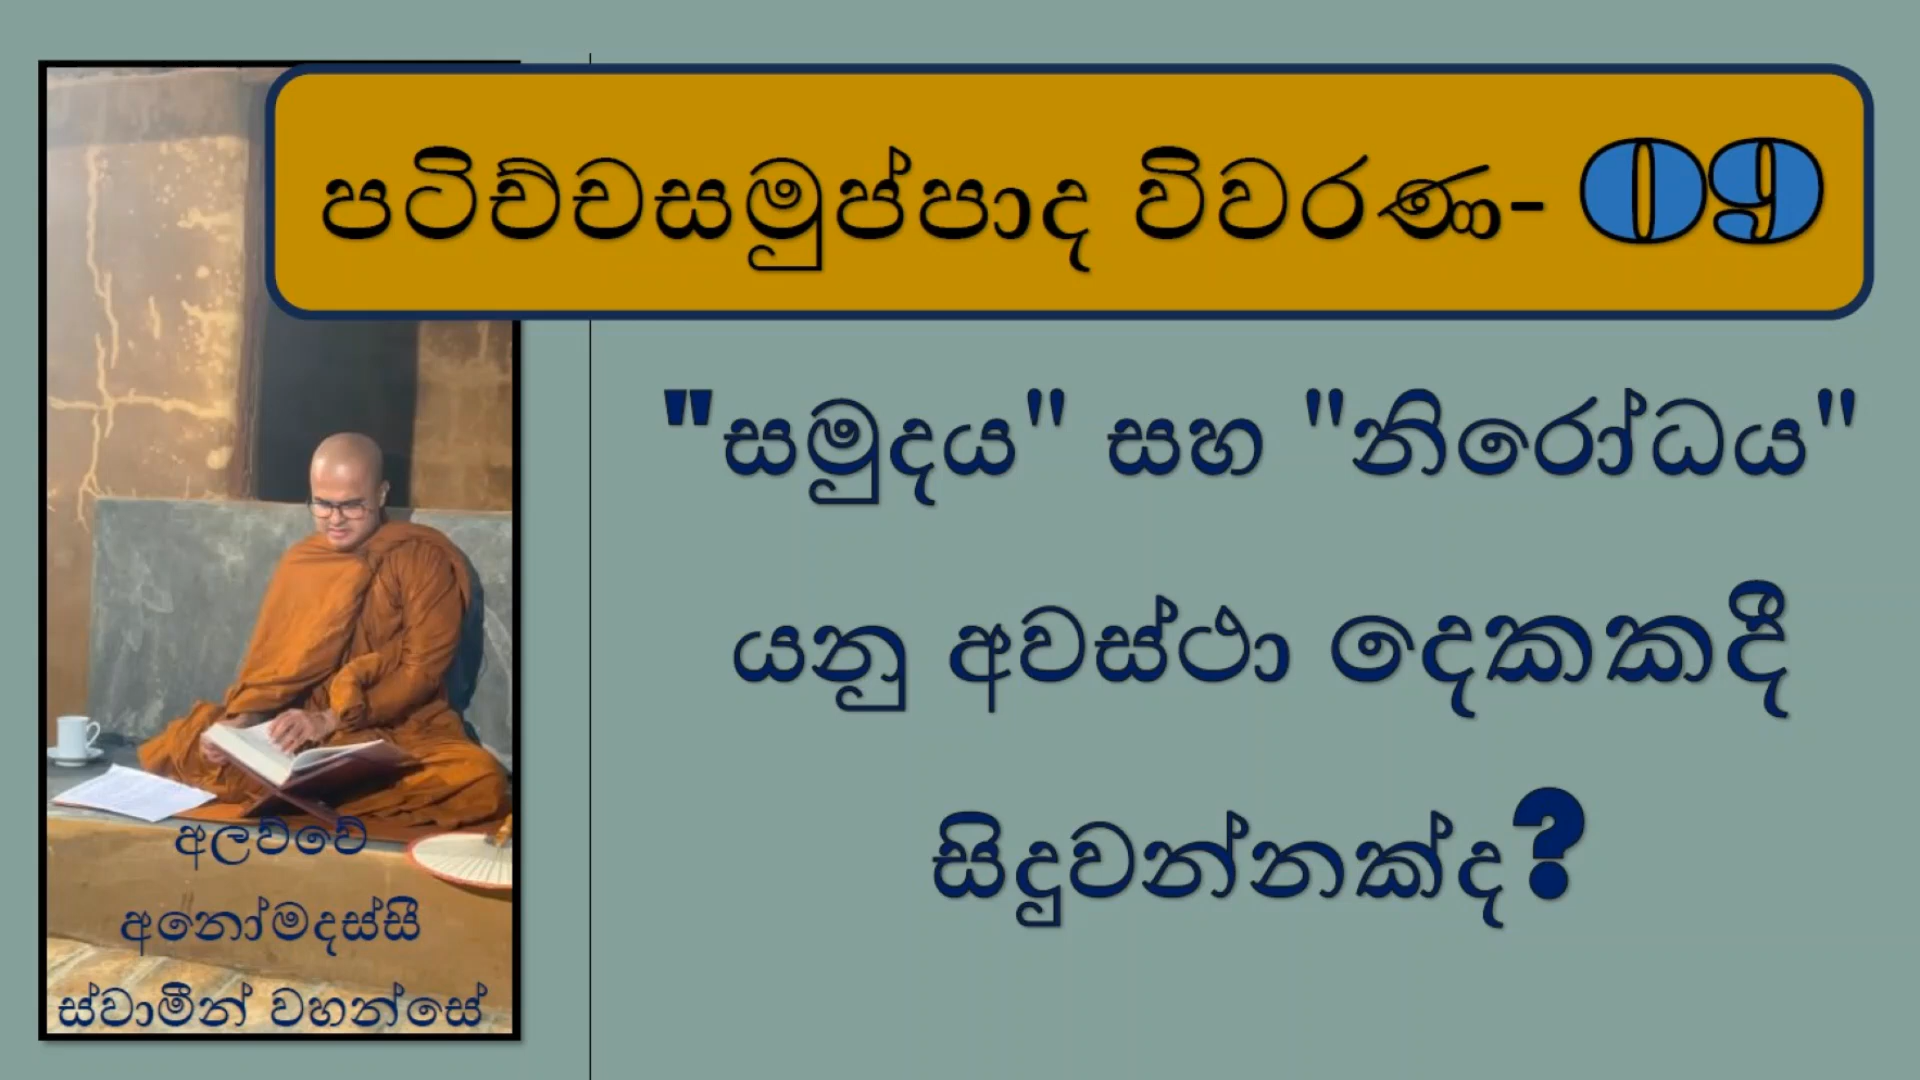 පටිච්චසමුප්පාද විවරණ- 09
"සමුදය" සහ "නිරෝධය"
යනු අවස්ථා දෙකකදී
සිදුවන්නක්ද?
අලව්වේ
අනෝමදස්සී
ස්වාමීන් වහන්සේ